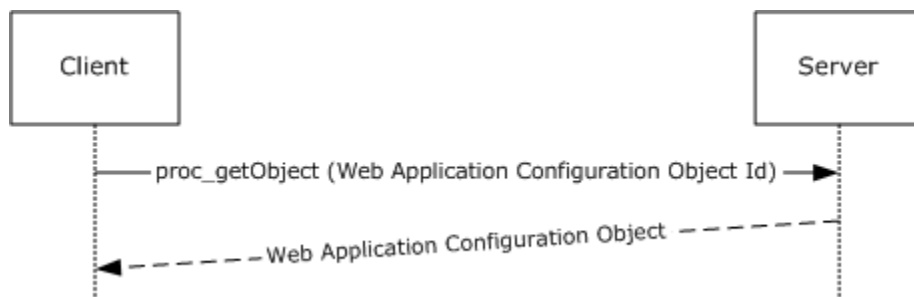 Client
Server
proc_getObject (Web Application Configuration Object Id)
Web Application Configuration Object